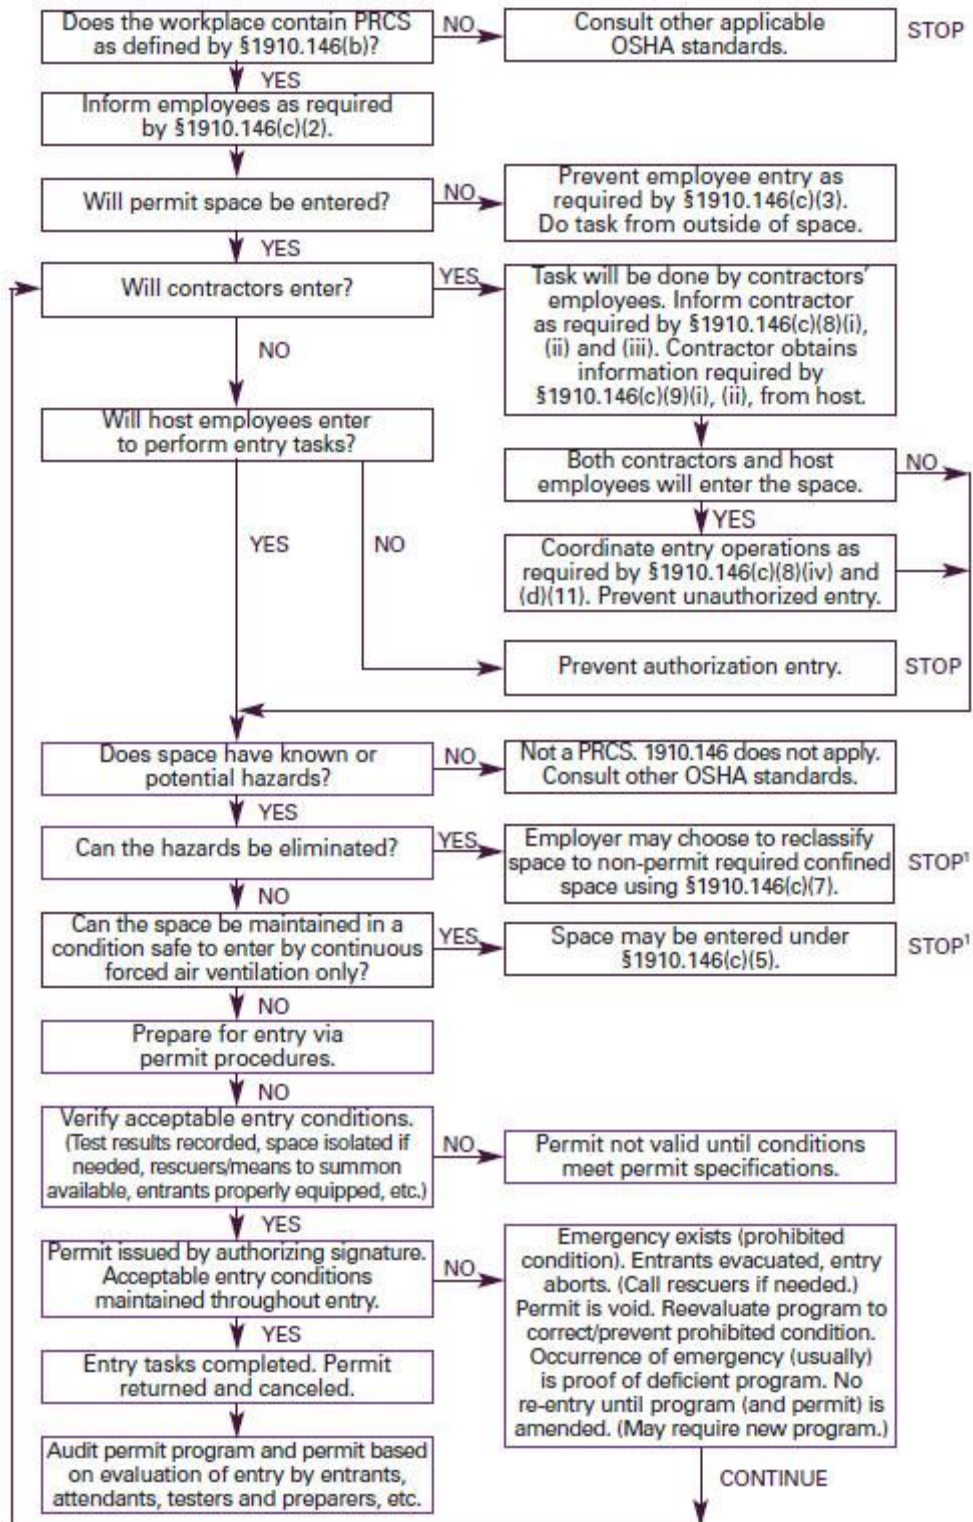 Does the workplace contain PRCS
as defined by §1910.146(b)?
NO
Consult other applicable
OSHA standards.
STOP
YES
Inform employees as required
by §1910.146(c)(2).
Will permit space be entered?
NO
Prevent employee entry as
required by §1910.146(c)(3).
Do task from outside of space.
YES
Will contractors enter?
YES
Task will be done by contractors'
employees. Inform contractor
as required by §1910.146(c)(8)(i),
(ii) and (iii). Contractor obtains
information required by
§1910.146(c)(9)(i), (ii), from host.
NO
Will host employees enter
to perform entry tasks?
Both contractors and host
employees will enter the space.
NO
YES
YES
NO
Coordinate entry operations as
required by §1910.146(c)(8)(iv) and
(d)(11). Prevent unauthorized entry.
Prevent authorization entry.
STOP
Does space have known or
potential hazards?
NO
Not a PRCS. 1910.146 does not apply.
Consult other OSHA standards.
YES
Can the hazards be eliminated?
YES
Employer may choose to reclassify
space to non-permit required confined
space using §1910.146(c)(7).
STOP¹
NO
Can the space be maintained in a
condition safe to enter by continuous
forced air ventilation only?
YES
Space may be entered under
§1910.146(c)(5).
STOP¹
NO
Prepare for entry via
permit procedures.
NO
Verify acceptable entry conditions.
(Test results recorded, space isolated if
needed, rescuers/means to summon
available, entrants properly equipped, etc.)
NO
Permit not valid until conditions
meet permit specifications.
YES
Permit issued by authorizing signature.
Acceptable entry conditions
maintained throughout entry.
NO
Emergency exists (prohibited
condition). Entrants evacuated, entry
aborts. (Call rescuers if needed.)
Permit is void. Reevaluate program to
correct/prevent prohibited condition.
Occurrence of emergency (usually)
is proof of deficient program. No
re-entry until program (and permit) is
amended. (May require new program.)
YES
Entry tasks completed. Permit
returned and canceled.
Audit permit program and permit based
on evaluation of entry by entrants,
attendants, testers and preparers, etc.
CONTINUE